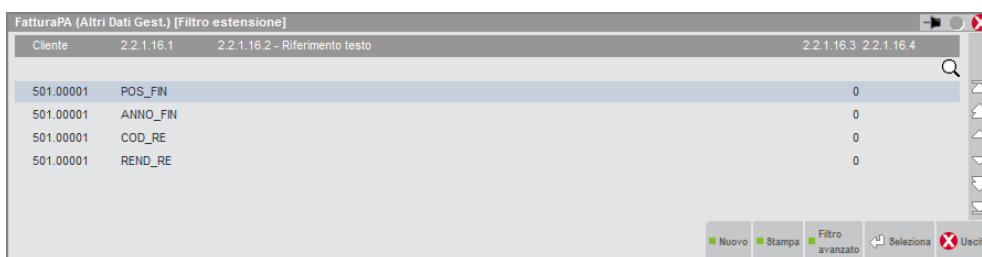 FatturaPA (Altri Dati Gest.) [Filtro estensione]
Cliente 2.2.1.16.1 2.2.1.16.2 - Riferimento testo 2.2.1.16.3 2.2.1.16.4
501.00001 POS_FIN 0
501.00001 ANNO_FIN 0
501.00001 COD_RE 0
501.00001 REND_RE 0
Nuovo Stampa Filtro avanzato Seleziona Uscit